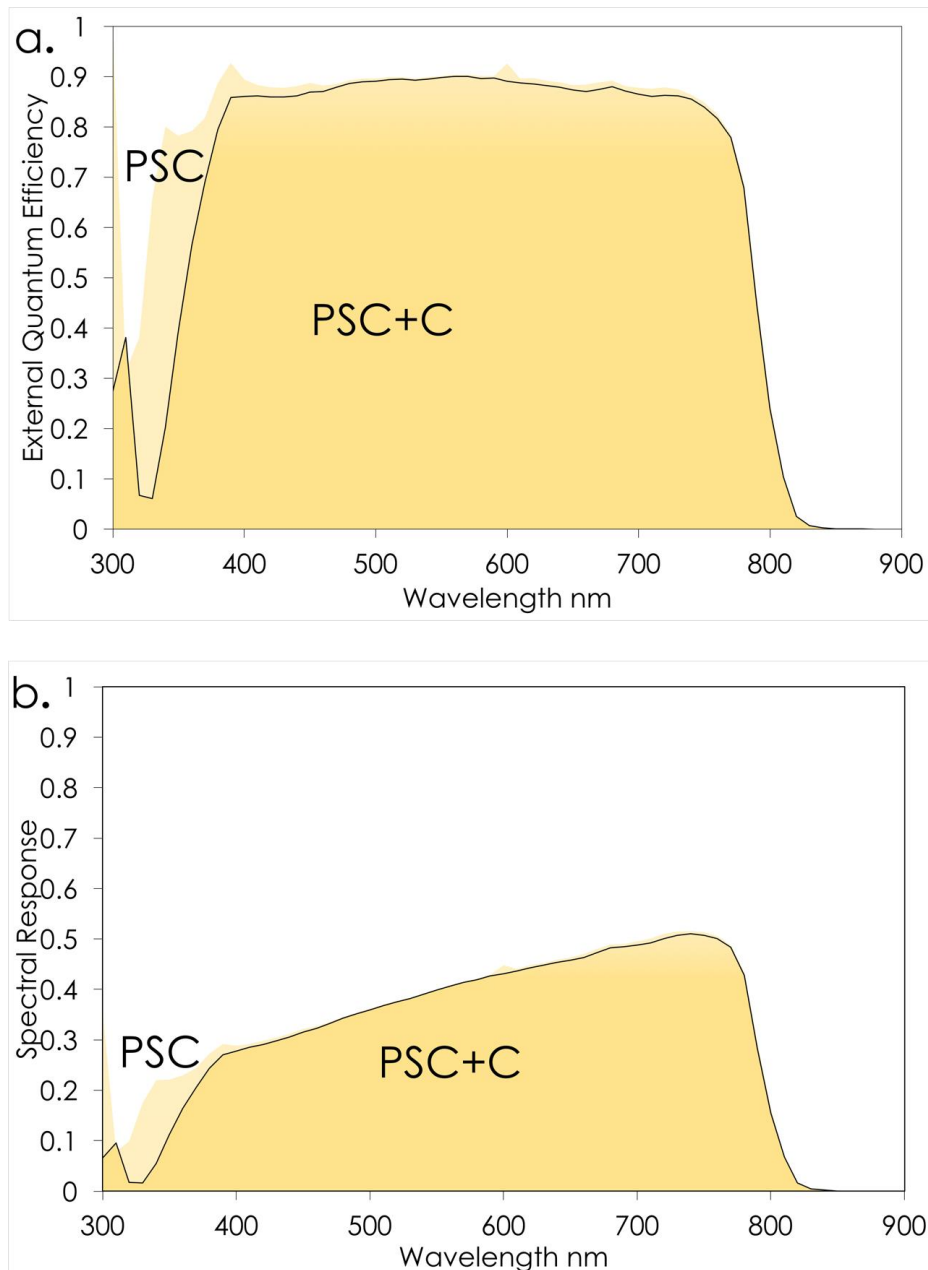 a.
External Quantum Efficiency
1
0.9
0.8
0.7
0.6
0.5
0.4
0.3
0.2
0.1
0
PSC
PSC+C
300 400 500 600 700 800 900
Wavelength nm
b.
Spectral Response
1
0.9
0.8
0.7
0.6
0.5
0.4
0.3
0.2
0.1
0
PSC
PSC+C
300 400 500 600 700 800 900
Wavelength nm